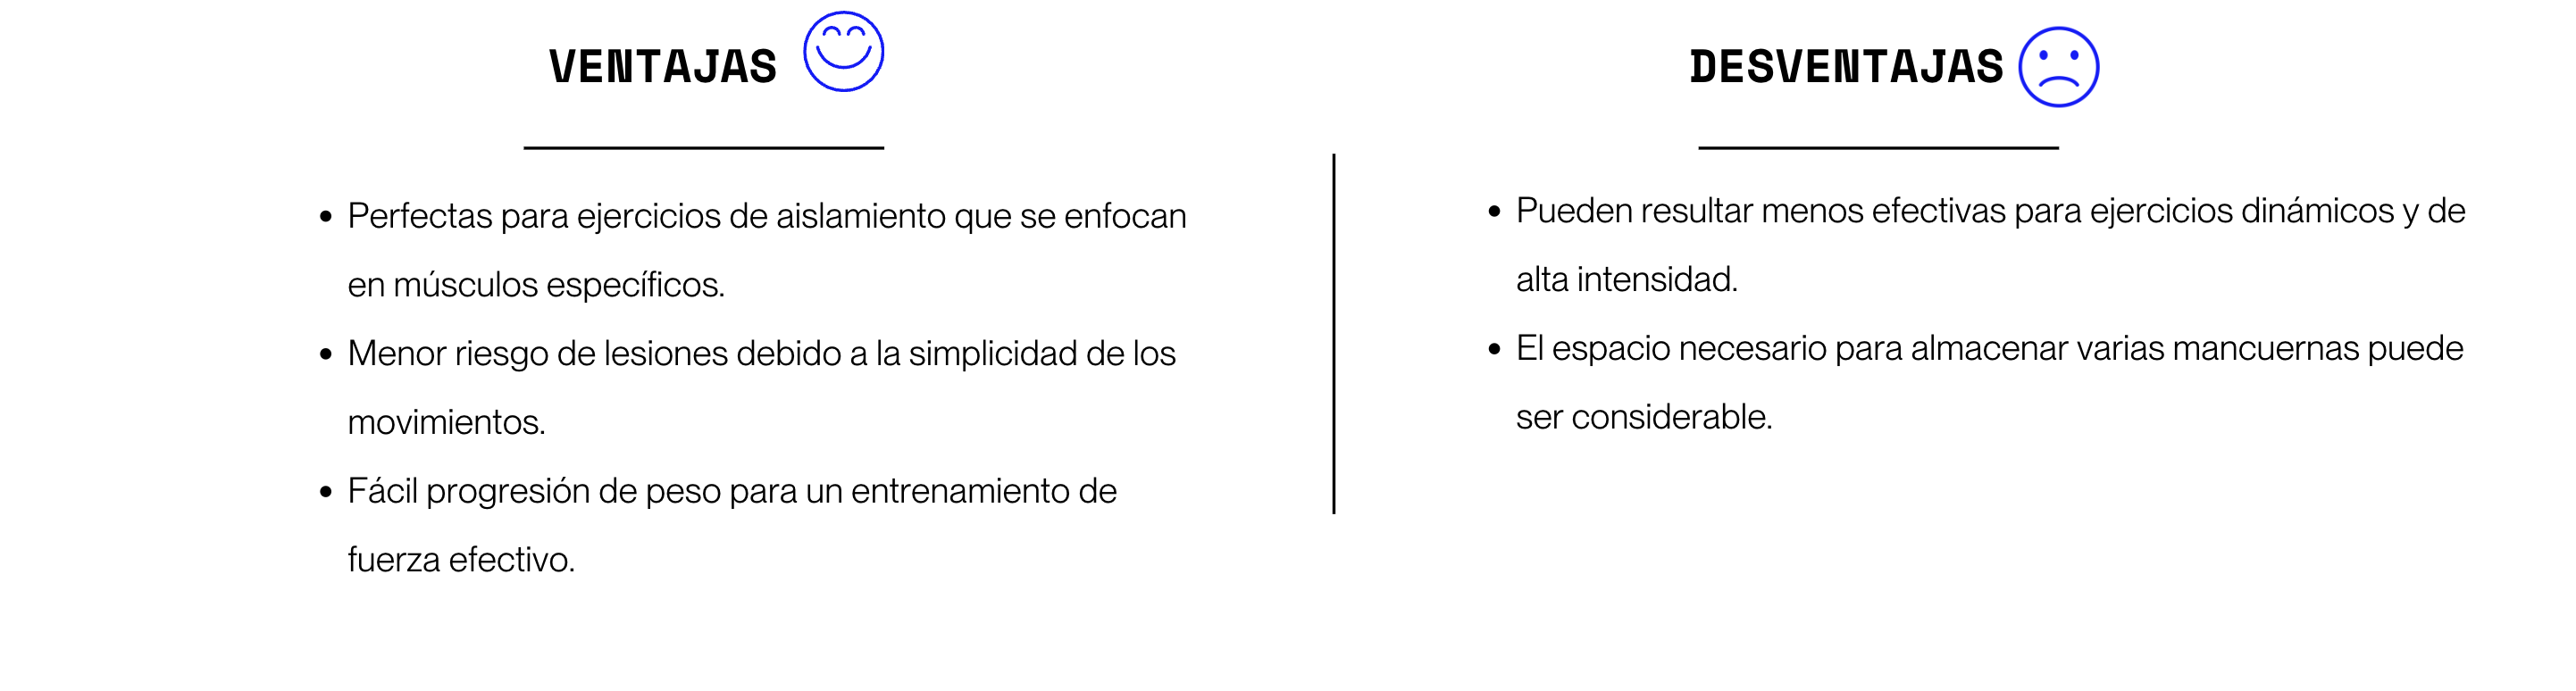 VENTAJAS
• Perfectas para ejercicios de aislamiento que se enfocan
en músculos específicos.
• Menor riesgo de lesiones debido a la simplicidad de los
movimientos.
• Fácil progresión de peso para un entrenamiento de
fuerza efectivo.
DESVENTAJAS
• Pueden resultar menos efectivas para ejercicios dinámicos y de
alta intensidad.
• El espacio necesario para almacenar varias mancuernas puede
ser considerable.